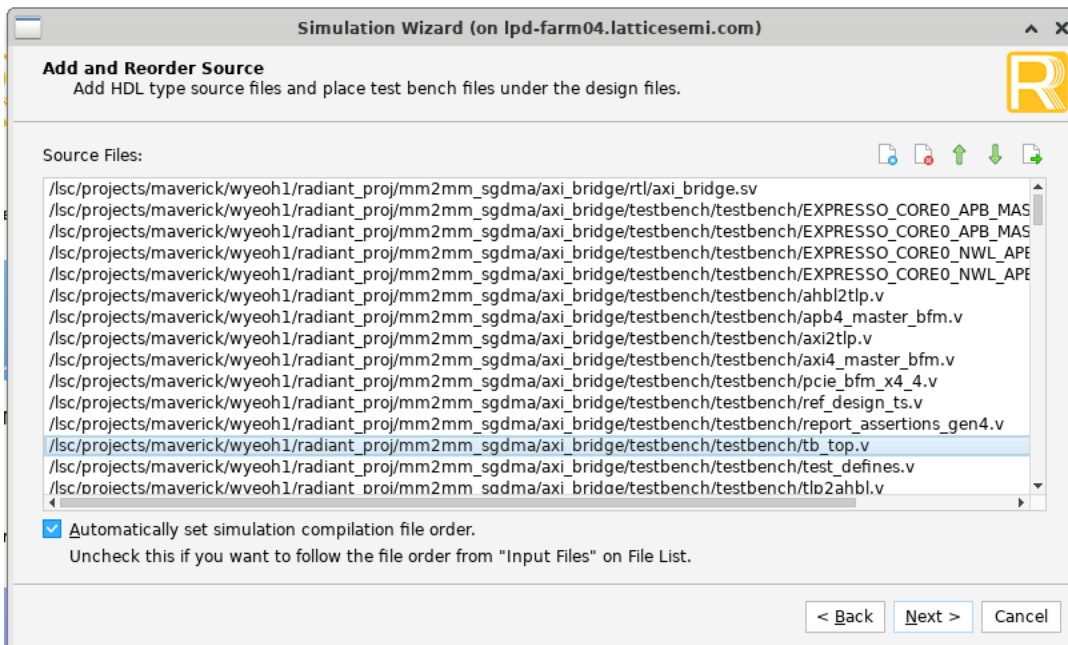 Simulation Wizard (on lpd-farm04.latticesemi.com)
Add and Reorder Source
Add HDL type source files and place test bench files under the design files.
Source Files:
/lsc/projects/maverick/wyeoh1/radiant_proj/mm2mm_sgdma/axi_bridge/rtl/axi_bridge.sv
/lsc/projects/maverick/wyeoh1/radiant_proj/mm2mm_sgdma/axi_bridge/testbench/testbench/EXPRESSO_CORE0_APB_MAS
/lsc/projects/maverick/wyeoh1/radiant_proj/mm2mm_sgdma/axi_bridge/testbench/testbench/EXPRESSO_CORE0_APB_MAS
/lsc/projects/maverick/wyeoh1/radiant_proj/mm2mm_sgdma/axi_bridge/testbench/testbench/EXPRESSO_CORE0_NWL_APB
/lsc/projects/maverick/wyeoh1/radiant_proj/mm2mm_sgdma/axi_bridge/testbench/testbench/EXPRESSO_CORE0_NWL_APB
/lsc/projects/maverick/wyeoh1/radiant_proj/mm2mm_sgdma/axi_bridge/testbench/testbench/ahbl2tlp.v
/lsc/projects/maverick/wyeoh1/radiant_proj/mm2mm_sgdma/axi_bridge/testbench/testbench/apb4_master_bfm.v
/lsc/projects/maverick/wyeoh1/radiant_proj/mm2mm_sgdma/axi_bridge/testbench/testbench/axi2tlp.v
/lsc/projects/maverick/wyeoh1/radiant_proj/mm2mm_sgdma/axi_bridge/testbench/testbench/axi4_master_bfm.v
/lsc/projects/maverick/wyeoh1/radiant_proj/mm2mm_sgdma/axi_bridge/testbench/testbench/pcie_bfm_x4_4.v
/lsc/projects/maverick/wyeoh1/radiant_proj/mm2mm_sgdma/axi_bridge/testbench/testbench/ref_design_ts.v
/lsc/projects/maverick/wyeoh1/radiant_proj/mm2mm_sgdma/axi_bridge/testbench/testbench/report_assertions_gen4.v
/lsc/projects/maverick/wyeoh1/radiant_proj/mm2mm_sgdma/axi_bridge/testbench/testbench/tb_top.v
/lsc/projects/maverick/wyeoh1/radiant_proj/mm2mm_sgdma/axi_bridge/testbench/testbench/test_defines.v
/lsc/projects/maverick/wyeoh1/radiant_proj/mm2mm_sgdma/axi_bridge/testbench/testbench/tlp2ahbl.v
Automatically set simulation compilation file order.
Uncheck this if you want to follow the file order from "Input Files" on File List.
< Back
Next >
Cancel